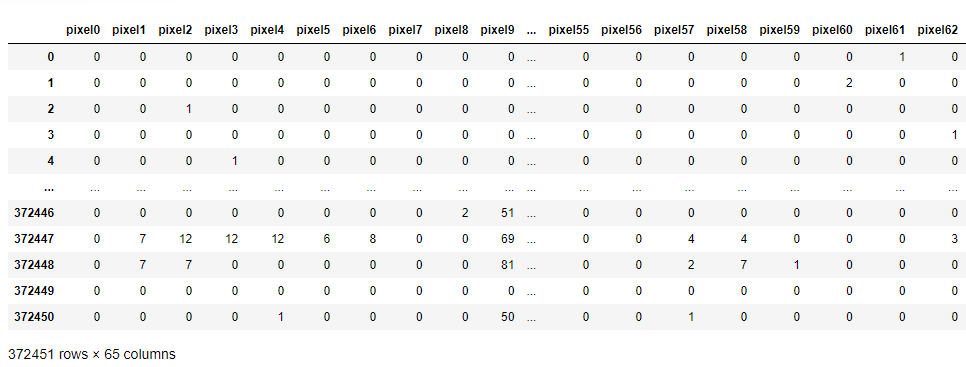 pixel0 pixel1 pixel2 pixel3 pixel4 pixel5 pixel6 pixel7 pixel8 pixel9 ... pixel55 pixel56 pixel57 pixel58 pixel59 pixel60 pixel61 pixel62
0 0 0 0 0 0 0 0 0 0 0 ... 0 0 0 0 0 0 1 0
1 0 0 0 0 0 0 0 0 0 0 ... 0 0 0 0 0 2 0 0
2 0 0 1 0 0 0 0 0 0 0 ... 0 0 0 0 0 0 0 0
3 0 0 0 0 0 0 0 0 0 0 ... 0 0 0 0 0 0 0 1
4 0 0 0 1 0 0 0 0 0 0 ... 0 0 0 0 0 0 0 0
... ... ... ... ... ... ... ... ... ... ... ... ... ... ... ... ... ... ... ...
372446 0 0 0 0 0 0 0 0 2 51 ... 0 0 0 0 0 0 0 0
372447 0 7 12 12 12 6 8 0 0 69 ... 0 0 4 4 0 0 0 3
372448 0 7 7 0 0 0 0 0 0 81 ... 0 0 2 7 1 0 0 0
372449 0 0 0 0 0 0 0 0 0 0 ... 0 0 0 0 0 0 0 0
372450 0 0 0 0 1 0 0 0 0 50 ... 0 0 1 0 0 0 0 0
372451 rows × 65 columns